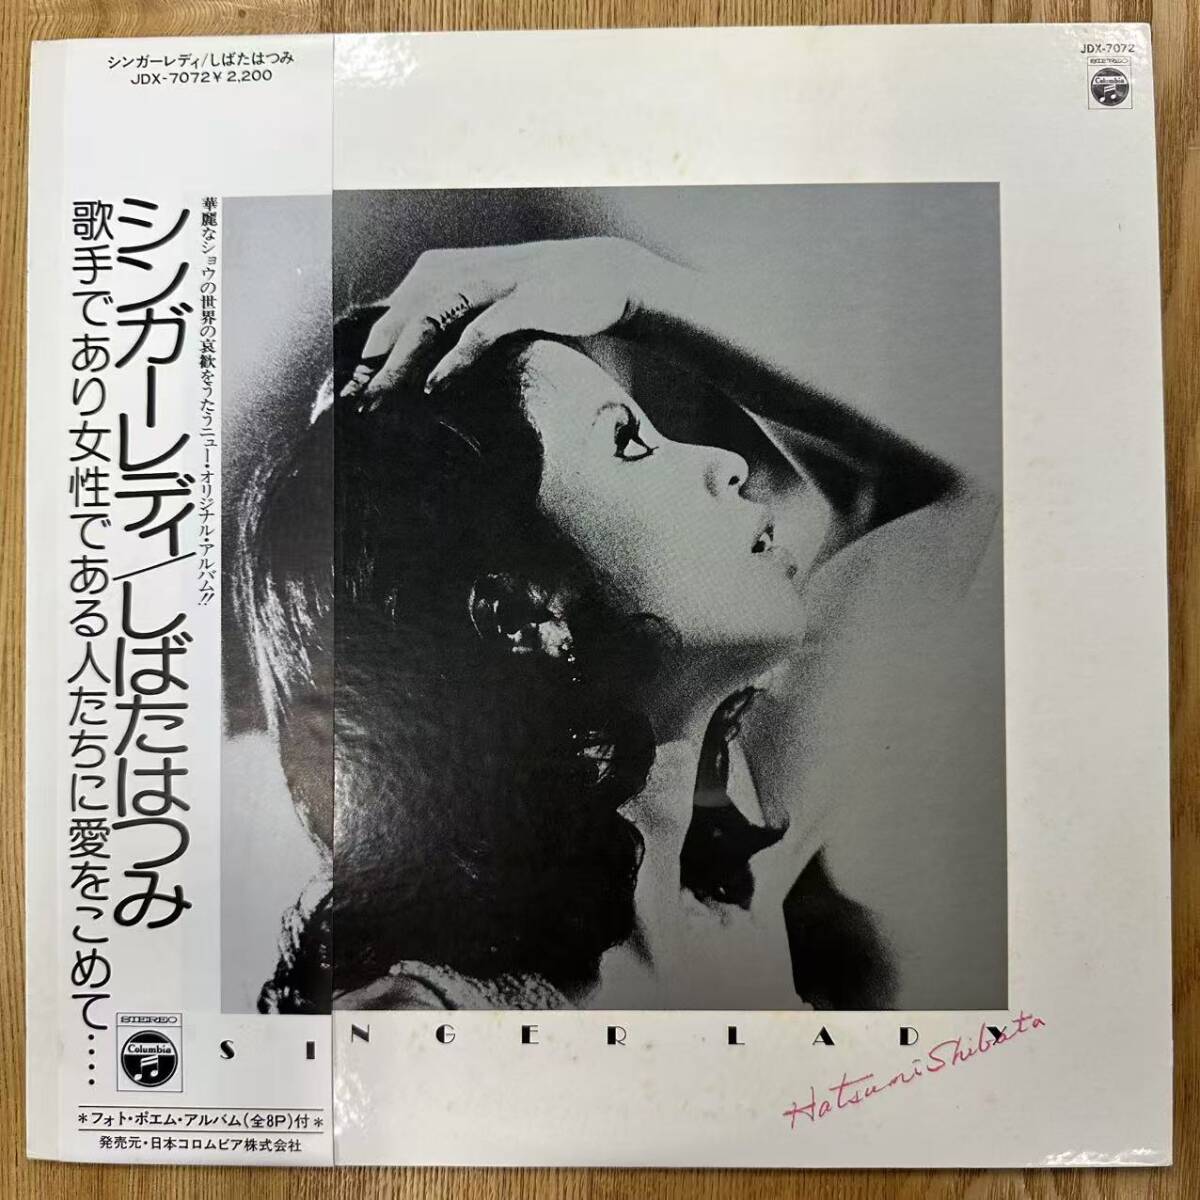 シンガーレディ/しばたはつみ
JDX-7072¥2,200
華麗なショウの世界の哀歓をうたうニュー・オリジナル・アルバム!!
シンガーレディ/しばたはつみ
歌手であり女性である人たちに愛をこめて‥‥
STEREO
Columbia
*フォト・ポエム・アルバム(全8P)付*
発売元・日本コロムビア株式会社
JDX-7072
STEREO
Columbia
SINGER LADY
Hatsumi Shibata